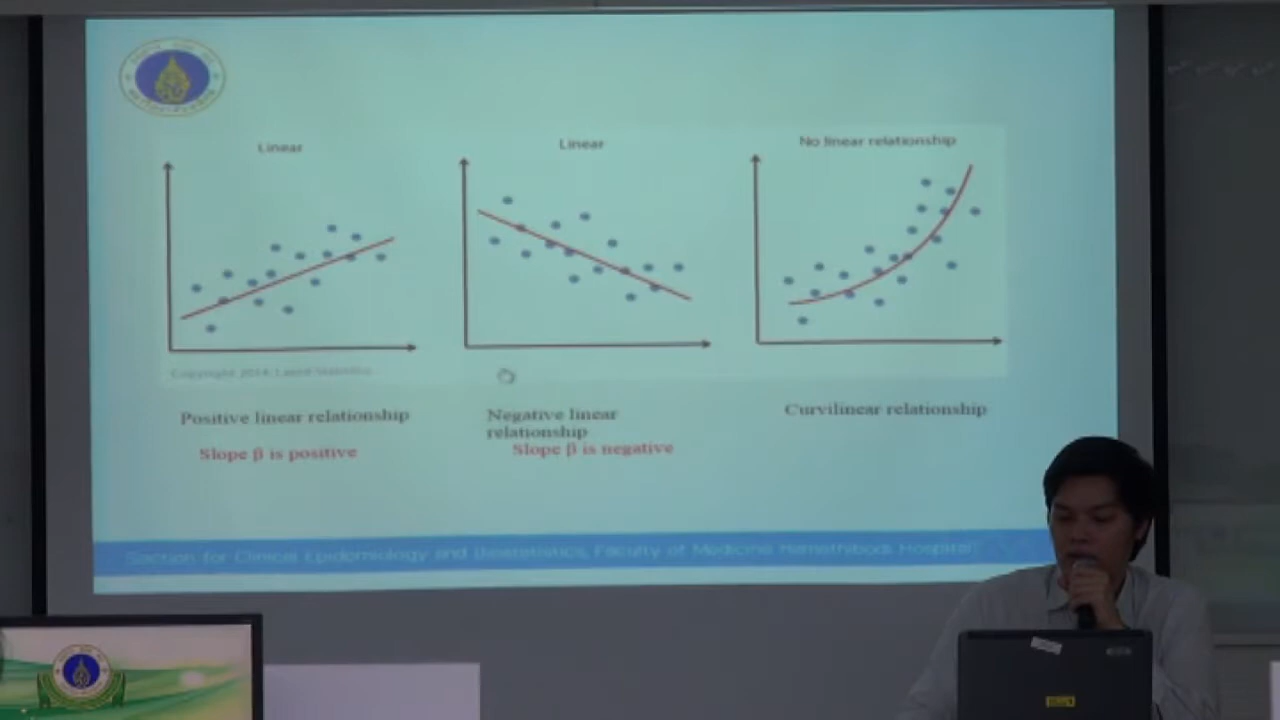 Linear
Linear
No linear relationship
Copyright 2014. Laerd Statistics.
Positive linear relationship
Slope β is positive
Negative linear
relationship
Slope β is negative
Curvilinear relationship
Section for Clinical Epidemiology and Biostatistics, Faculty of Medicine Ramathibodi Hospital